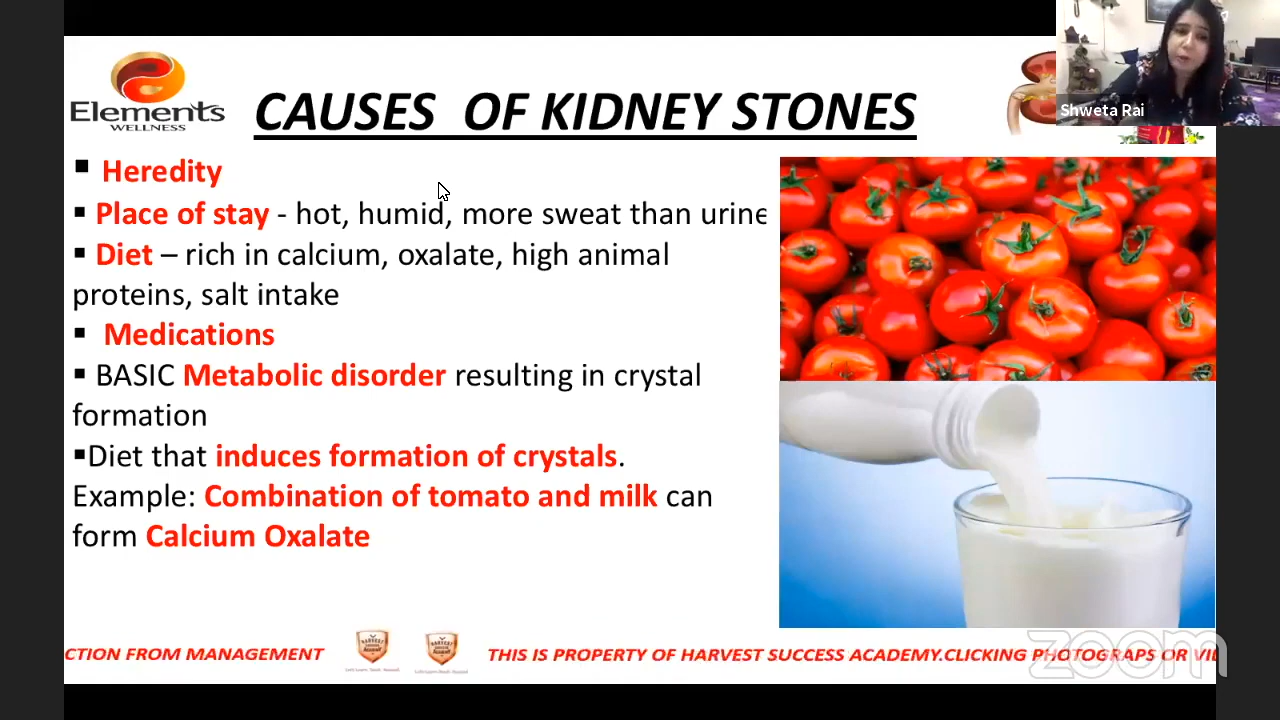 Shweta Rai
Elements
WELLNESS
CAUSES OF KIDNEY STONES
▪ Heredity
▪ Place of stay - hot, humid, more sweat than urine
▪ Diet – rich in calcium, oxalate, high animal
proteins, salt intake
▪ Medications
▪ BASIC Metabolic disorder resulting in crystal
formation
▪Diet that induces formation of crystals.
Example: Combination of tomato and milk can
form Calcium Oxalate
CTION FROM MANAGEMENT
HARVEST
HARVEST
THIS IS PROPERTY OF HARVEST SUCCESS ACADEMY.CLICKING PHOTOGRAPS OR VI
zoom